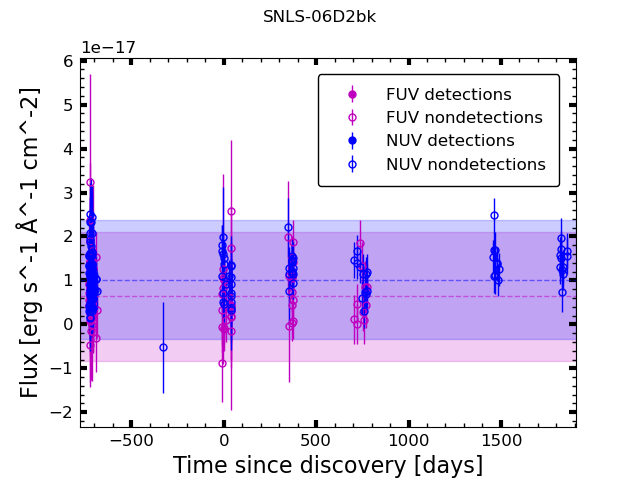 SNLS-06D2bk
1e−17
FUV detections
FUV nondetections
NUV detections
NUV nondetections
6
5
4
3
2
1
0
−1
−2
Flux [erg s^-1 Å^-1 cm^-2]
−500
0
500
1000
1500
Time since discovery [days]